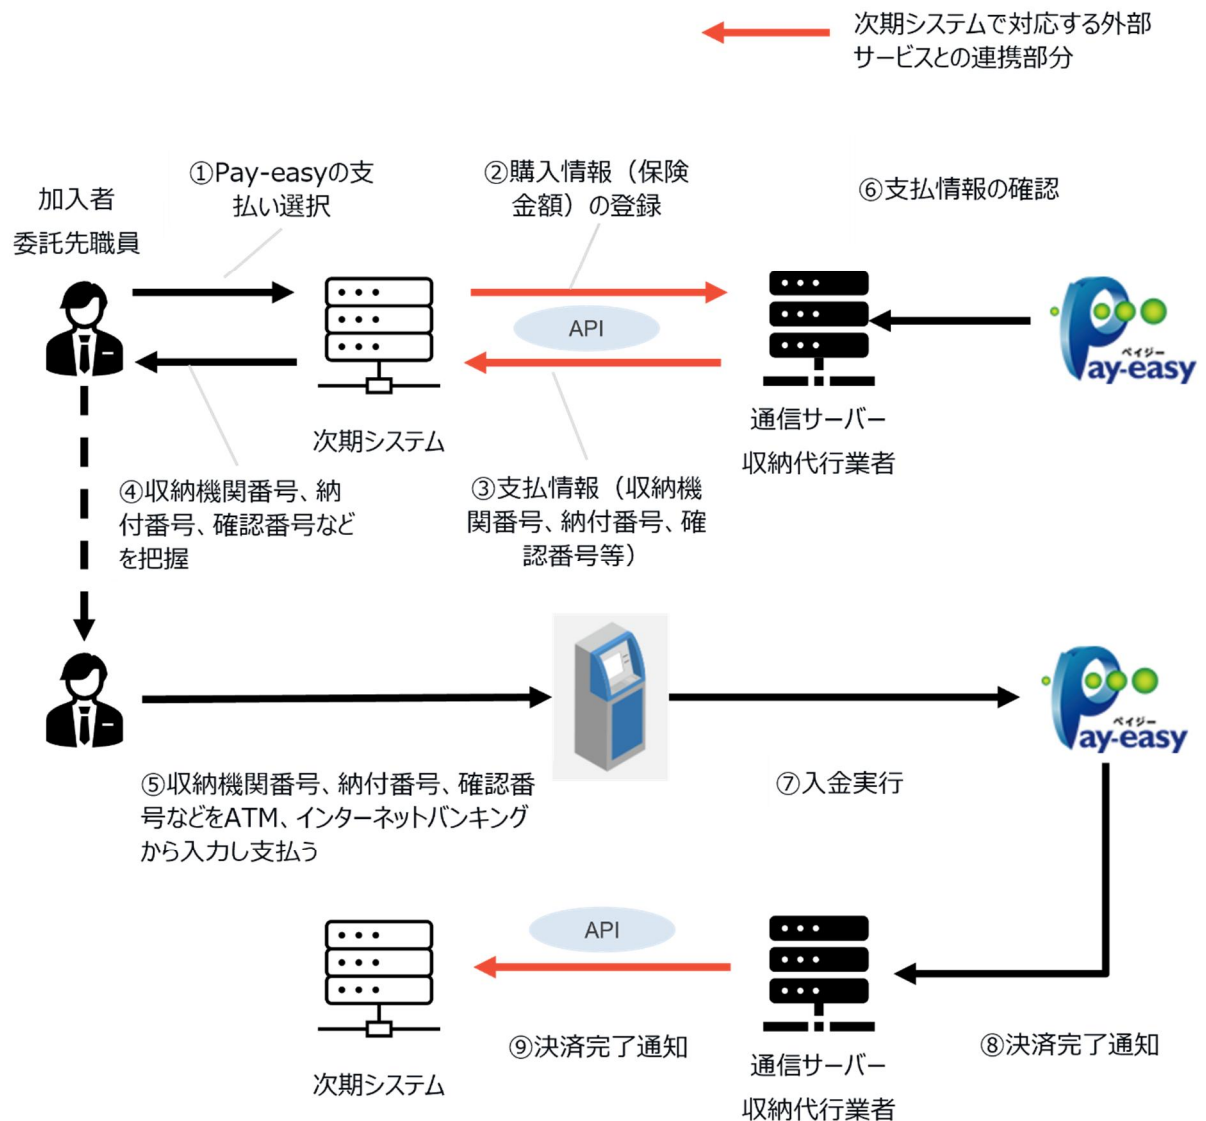 次期システムで対応する外部
サービスとの連携部分
加入者
委託先職員
①Pay-easyの支
払い選択
②購入情報（保険
金額）の登録
⑥支払情報の確認
API
ペイジー
Pay-easy
次期システム
通信サーバー
収納代行業者
④収納機関番号、納
付番号、確認番号など
を把握
③支払情報（収納機
関番号、納付番号、確
認番号等）
ペイジー
Pay-easy
⑤収納機関番号、納付番号、確認番
号などをATM、インターネットバンキング
から入力し支払う
⑦入金実行
API
次期システム
⑨決済完了通知
通信サーバー
収納代行業者
⑧決済完了通知